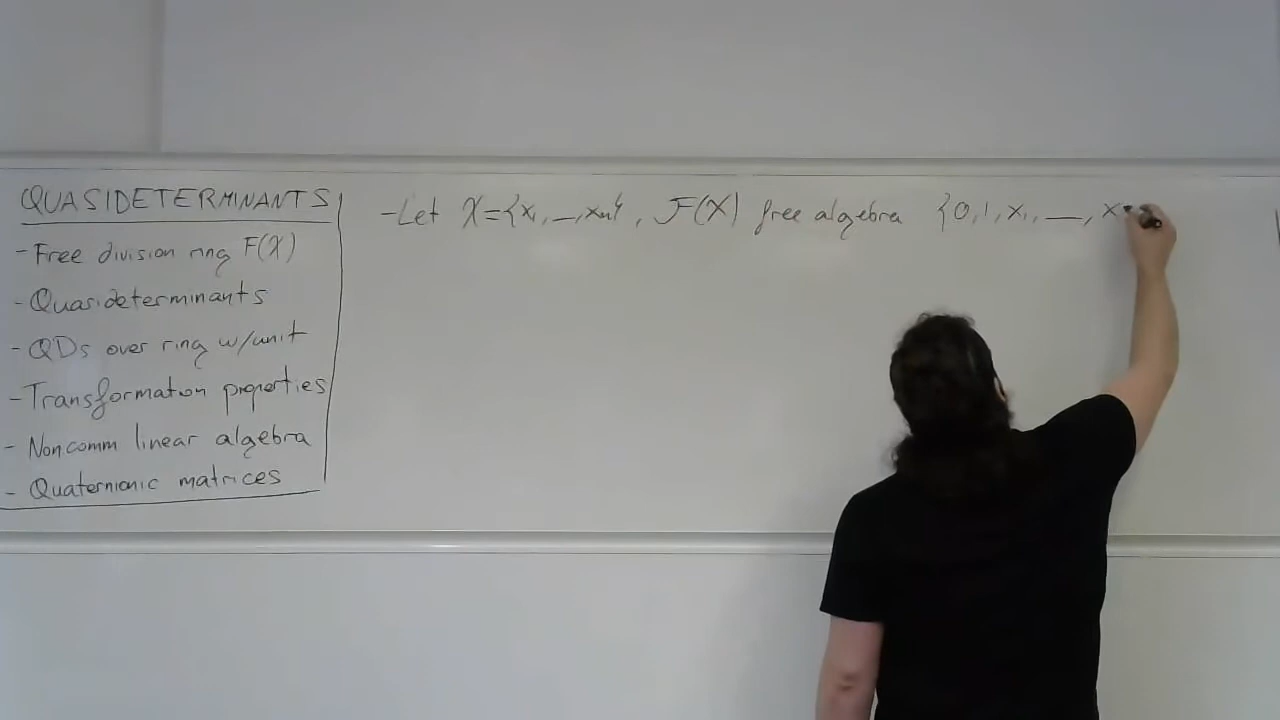 QUASIDETERMINANTS
- Free division ring F(X)
- Quasideterminants
- QDs over ring w/unit
- Transformation properties
- Noncomm linear algebra
- Quaternionic matrices
- Let X={x₁, —, xₙ}, F(X) free algebra {0, 1, x₁, —, x